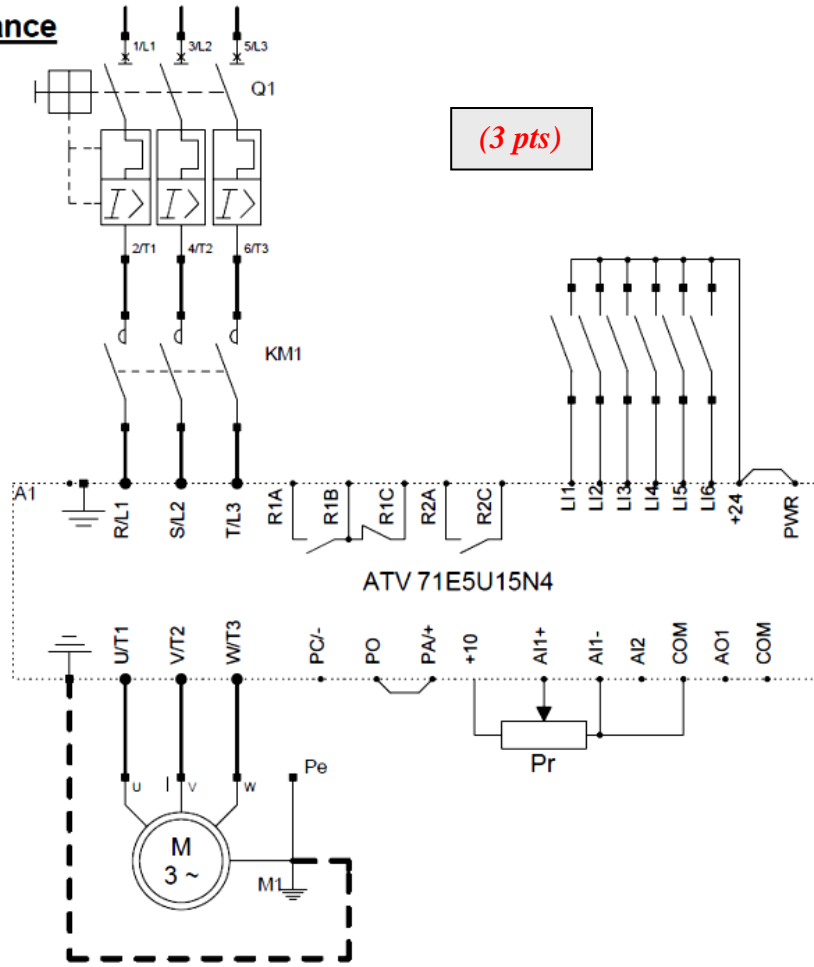 ance
1/L1 3/L2 5/L3
Q1
(3 pts)
I> I> I>
2/T1 4/T2 6/T3
KM1
A1
R/L1 S/L2 T/L3 R1A R1B R1C R2A R2C LI1 LI2 LI3 LI4 LI5 LI6 +24 PWR
ATV 71E5U15N4
U/T1 V/T2 W/T3 PC/- PO PA/+ +10 AI1+ AI1- AI2 COM AO1 COM
Pr
Pe
U V W
M
3 ~
M1